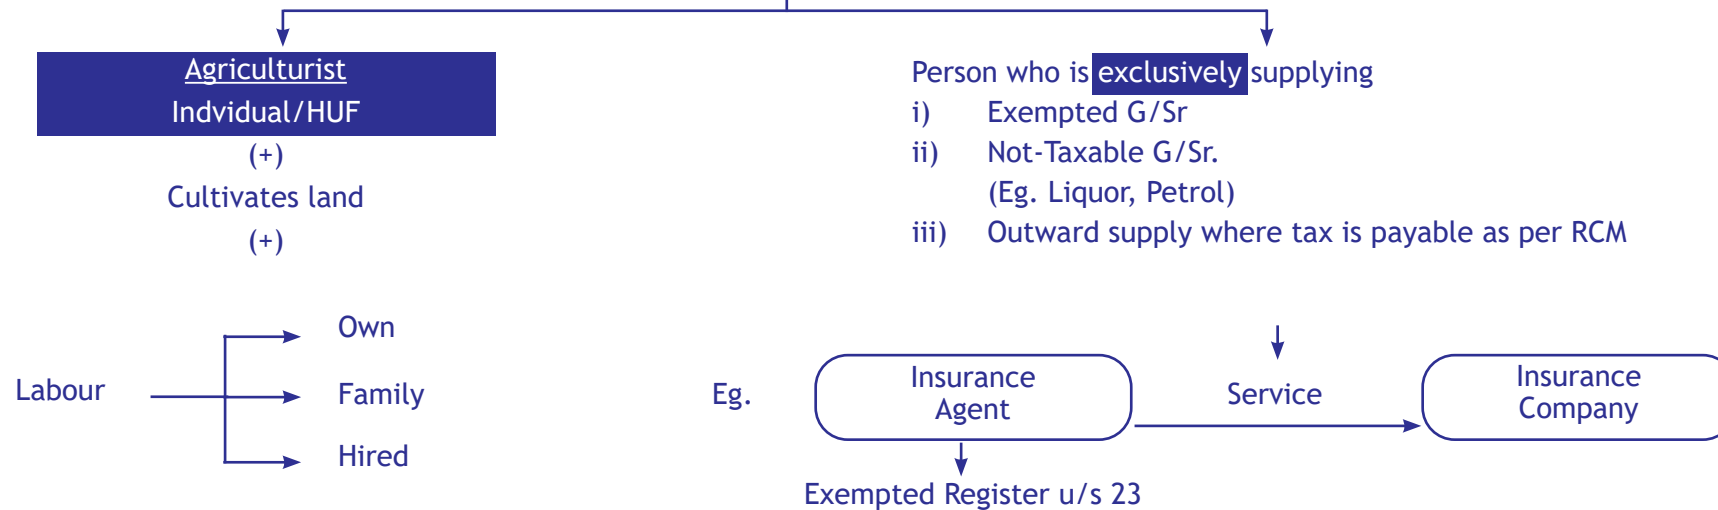 Agriculturist
Indvidual/HUF
(+)
Cultivates land
(+)
Labour
Own
Family
Hired
Person who is exclusively supplying
i) Exempted G/Sr
ii) Not-Taxable G/Sr.
(Eg. Liquor, Petrol)
iii) Outward supply where tax is payable as per RCM
Eg.
Insurance
Agent
Service
Insurance
Company
Exempted Register u/s 23